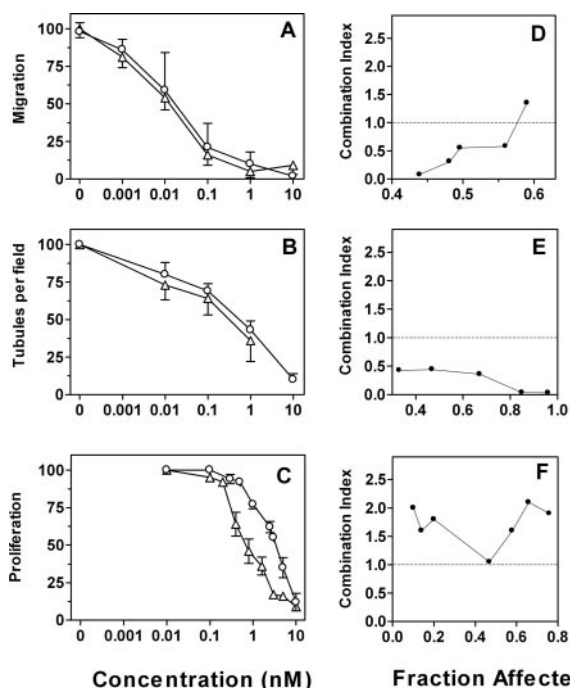 A
Migration
100
75
50
25
0
0 0.001 0.01 0.1 1 10
D
Combination Index
2.5
2.0
1.5
1.0
0.5
0.0
0.4 0.5 0.6
B
Tubules per field
100
75
50
25
0
0 0.001 0.01 0.1 1 10
E
Combination Index
2.5
2.0
1.5
1.0
0.5
0.0
0.4 0.6 0.8 1.0
C
Proliferation
100
75
50
25
0
0 0.001 0.01 0.1 1 10
F
Combination Index
2.5
2.0
1.5
1.0
0.5
0.0
0.0 0.2 0.4 0.6 0.8
Concentration (nM)
Fraction Affecte